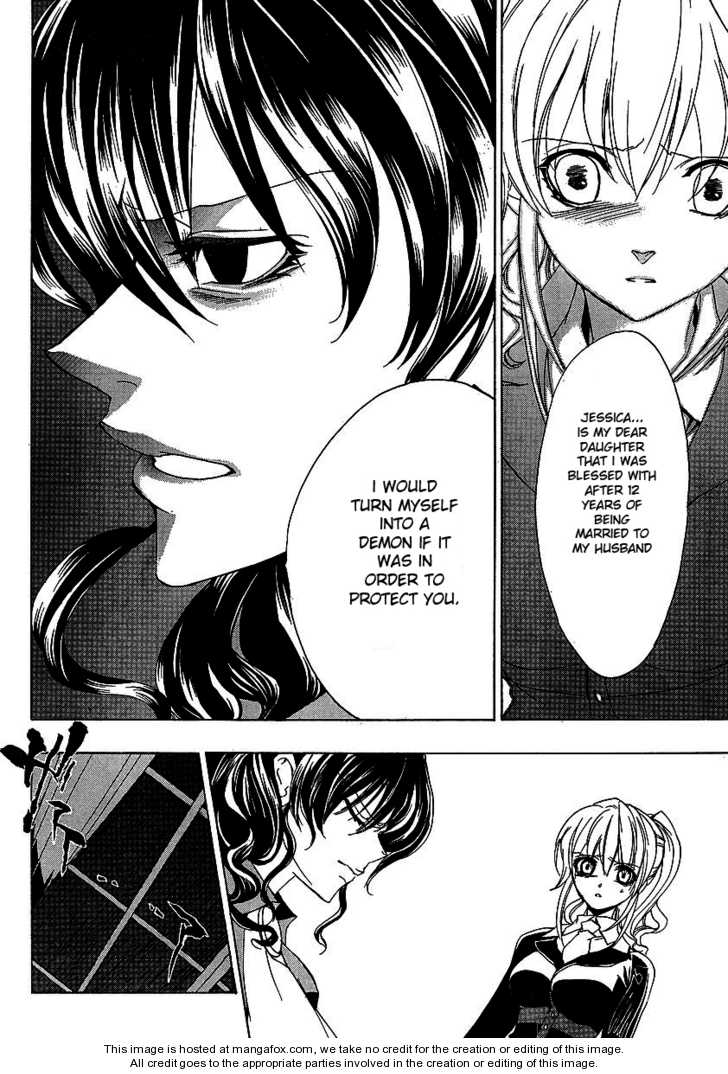 JESSICA...
IS MY DEAR
DAUGHTER
THAT I WAS
BLESSED WITH
AFTER 12
YEARS OF
BEING
MARRIED TO
MY HUSBAND
I WOULD
TURN MYSELF
INTO A
DEMON IF IT
WAS IN
ORDER TO
PROTECT YOU.
This image is hosted at mangafox.com, we take no credit for the creation or editing of this image.
All credit goes to the appropriate parties involved in the creation or editing of this image.